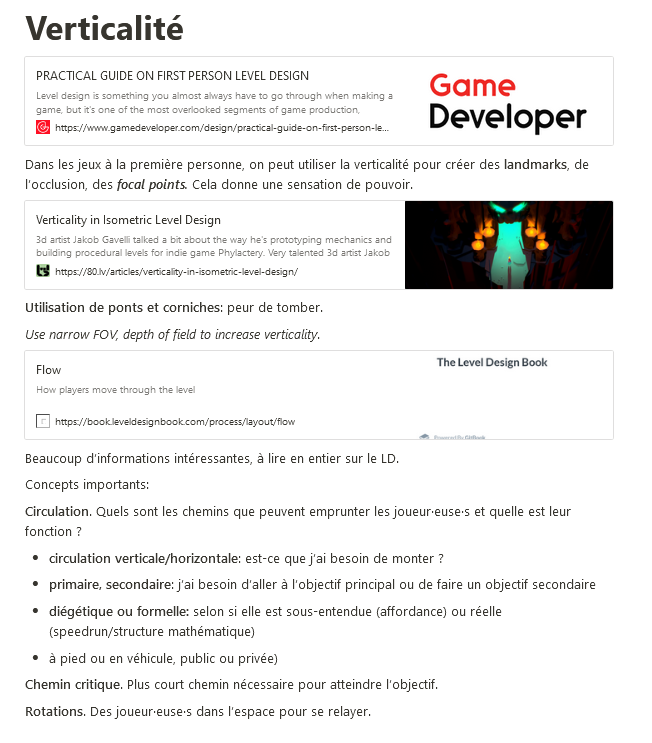 Verticalité
PRACTICAL GUIDE ON FIRST PERSON LEVEL DESIGN
Level design is something you almost always have to go through when making a
game, but it's one of the most overlooked segments of game production,
https://www.gamedeveloper.com/design/practical-guide-on-first-person-le...
Game
Developer
Dans les jeux à la première personne, on peut utiliser la verticalité pour créer des landmarks, de
l'occlusion, des focal points. Cela donne une sensation de pouvoir.
Verticality in Isometric Level Design
3d artist Jakob Gavelli talked a bit about the way he's prototyping mechanics and
building procedural levels for indie game Phylactery. Very talented 3d artist Jakob
https://80.lv/articles/verticality-in-isometric-level-design/
Utilisation de ponts et corniches: peur de tomber.
Use narrow FOV, depth of field to increase verticality.
Flow
How players move through the level
https://book.leveldesignbook.com/process/layout/flow
The Level Design Book
Powered By GitBook
Beaucoup d'informations intéressantes, à lire en entier sur le LD.
Concepts importants:
Circulation. Quels sont les chemins que peuvent emprunter les joueur·euse·s et quelle est leur
fonction ?
• circulation verticale/horizontale: est-ce que j'ai besoin de monter ?
• primaire, secondaire: j'ai besoin d'aller à l'objectif principal ou de faire un objectif secondaire
• diégétique ou formelle: selon si elle est sous-entendue (affordance) ou réelle
(speedrun/structure mathématique)
• à pied ou en véhicule, public ou privée)
Chemin critique. Plus court chemin nécessaire pour atteindre l'objectif.
Rotations. Des joueur·euse·s dans l'espace pour se relayer.